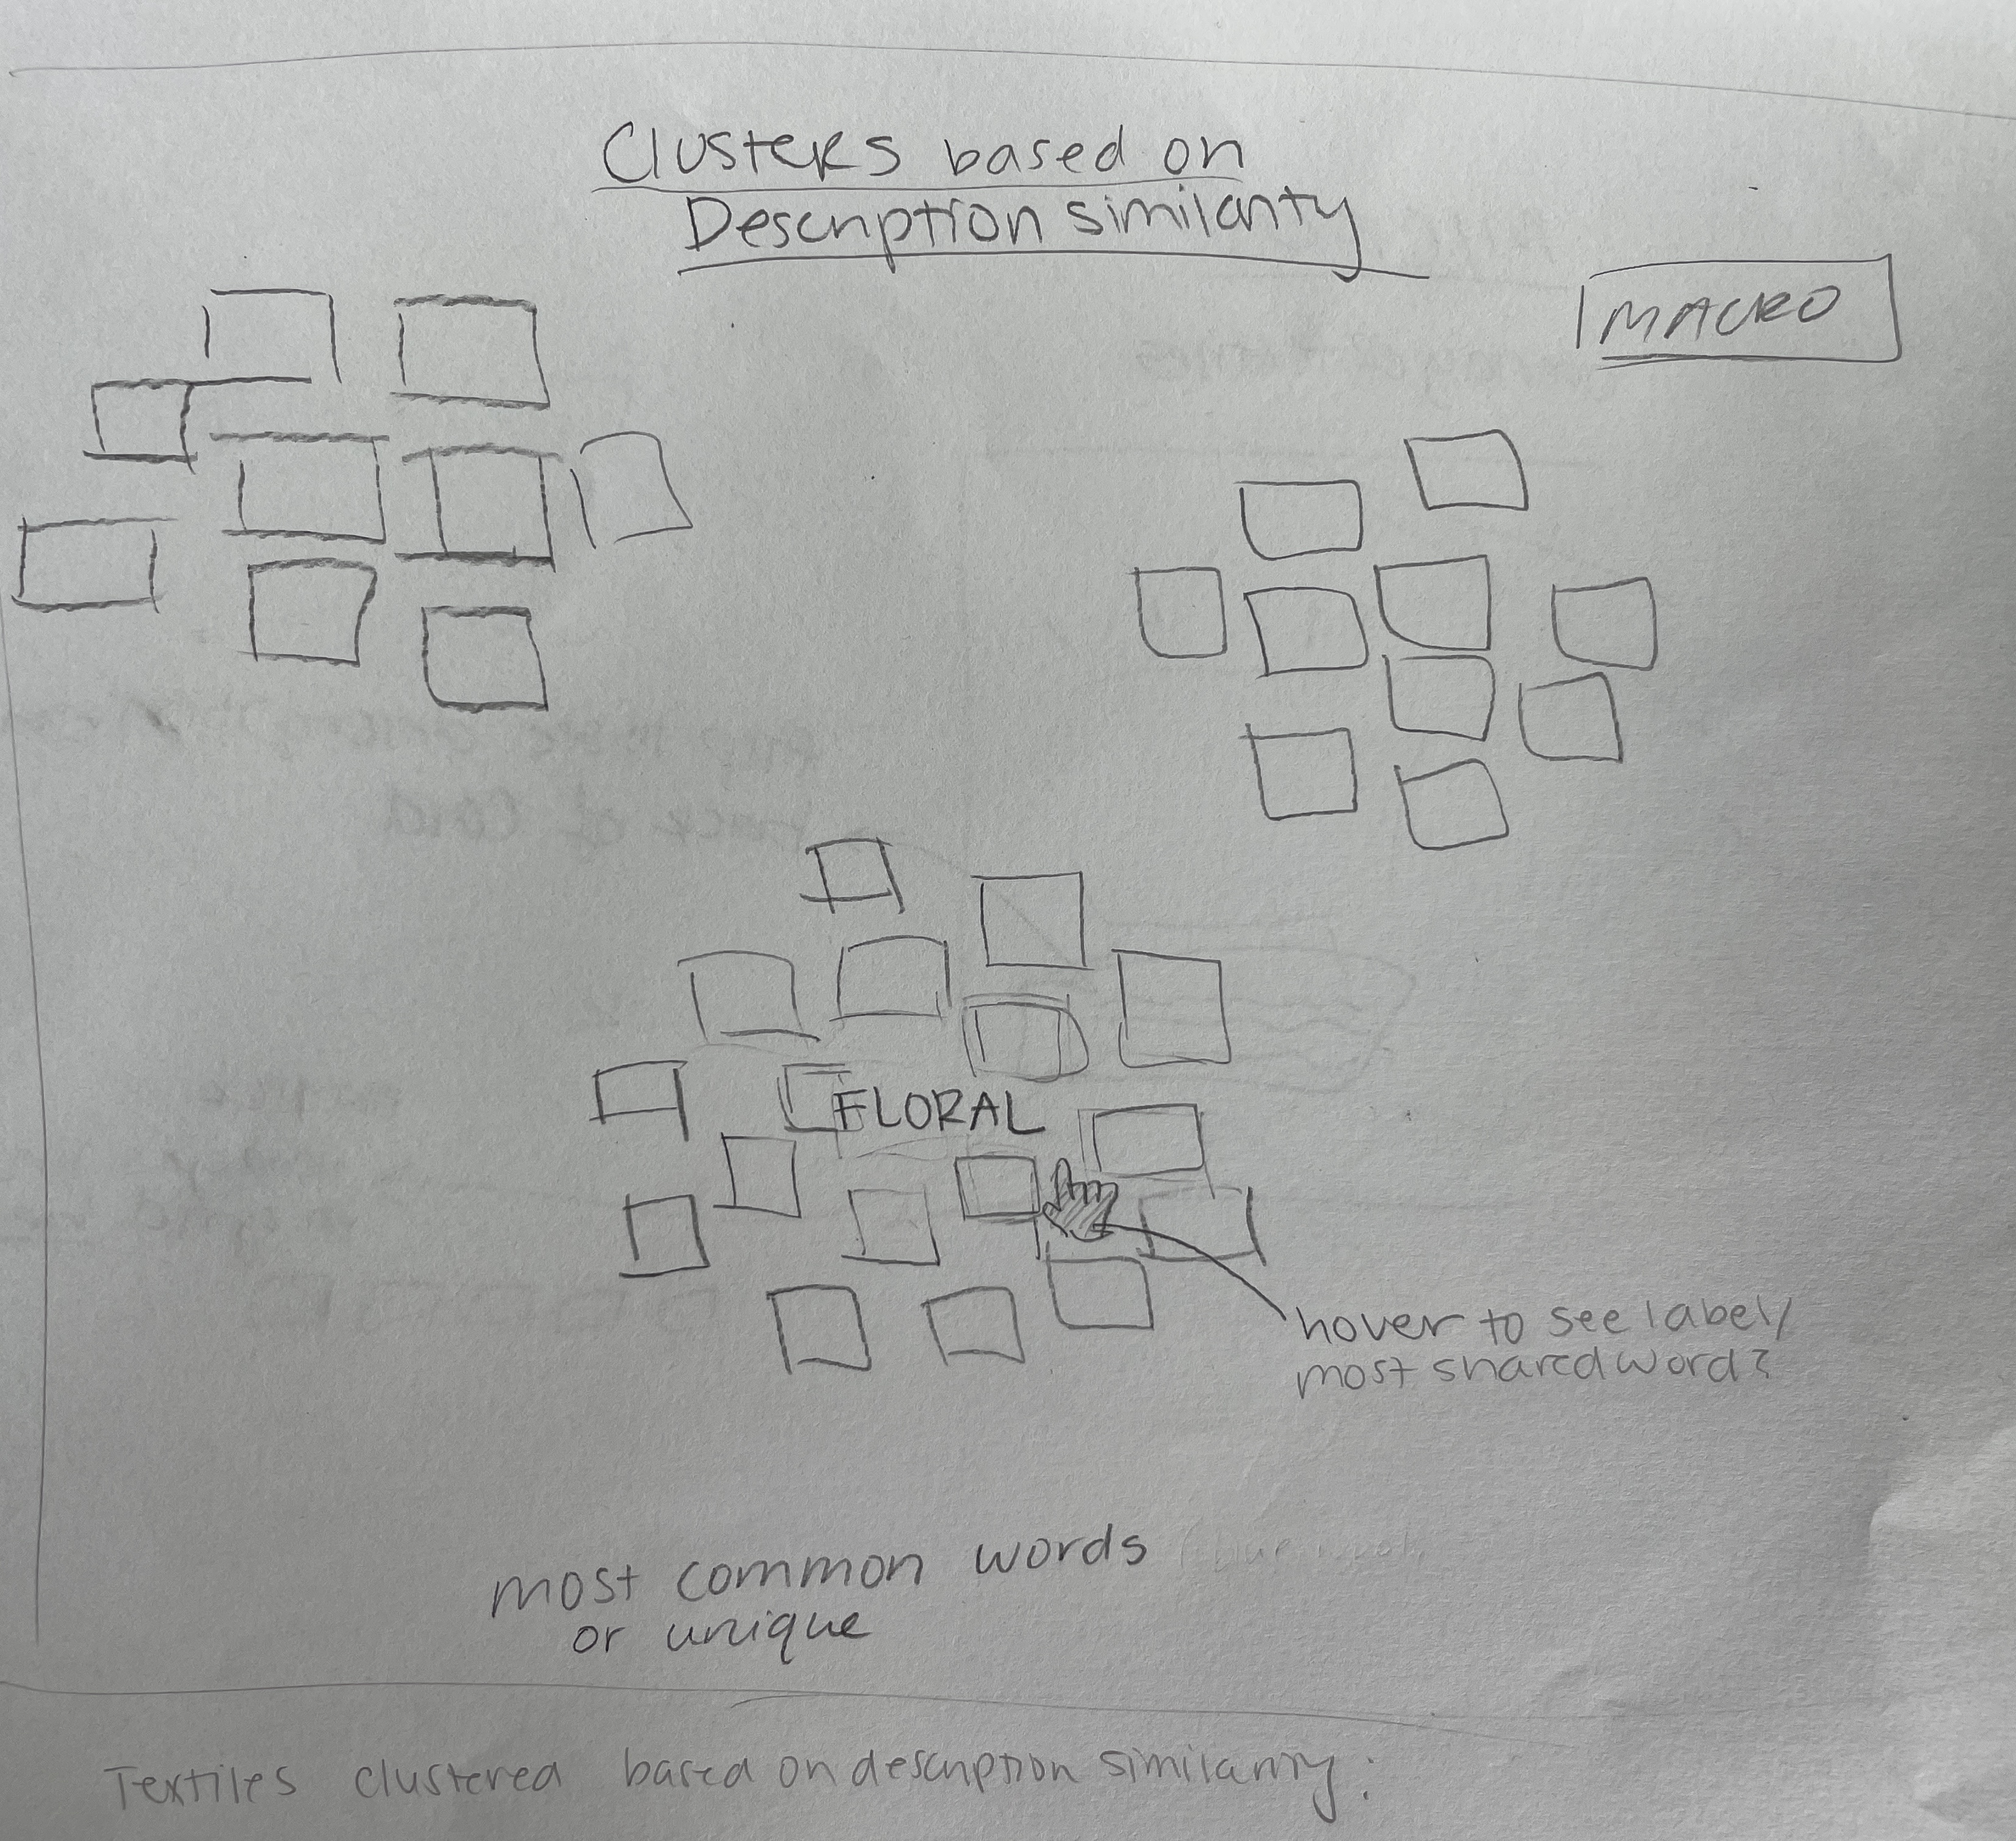 Clusters based on
Description similarity
MACRO
FLORAL
hover to see label/
most shared word?
most common words
or unique
Textiles clustered based on description similarity: